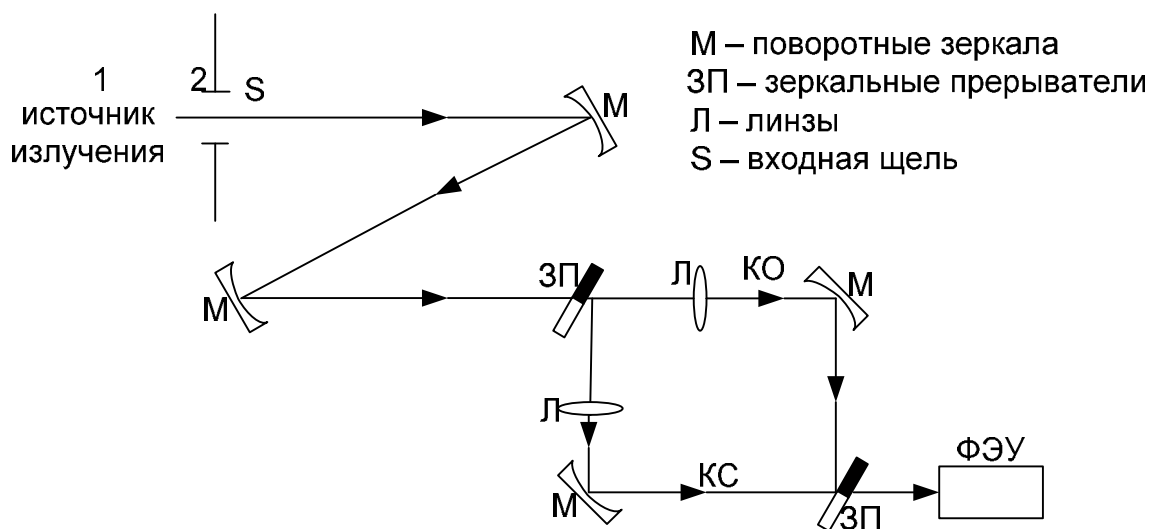 М – поворотные зеркала
ЗП – зеркальные прерыватели
Л – линзы
S – входная щель
1
источник
излучения
2
S
М
М
ЗП
Л
КО
М
Л
М
КС
ЗП
ФЭУ